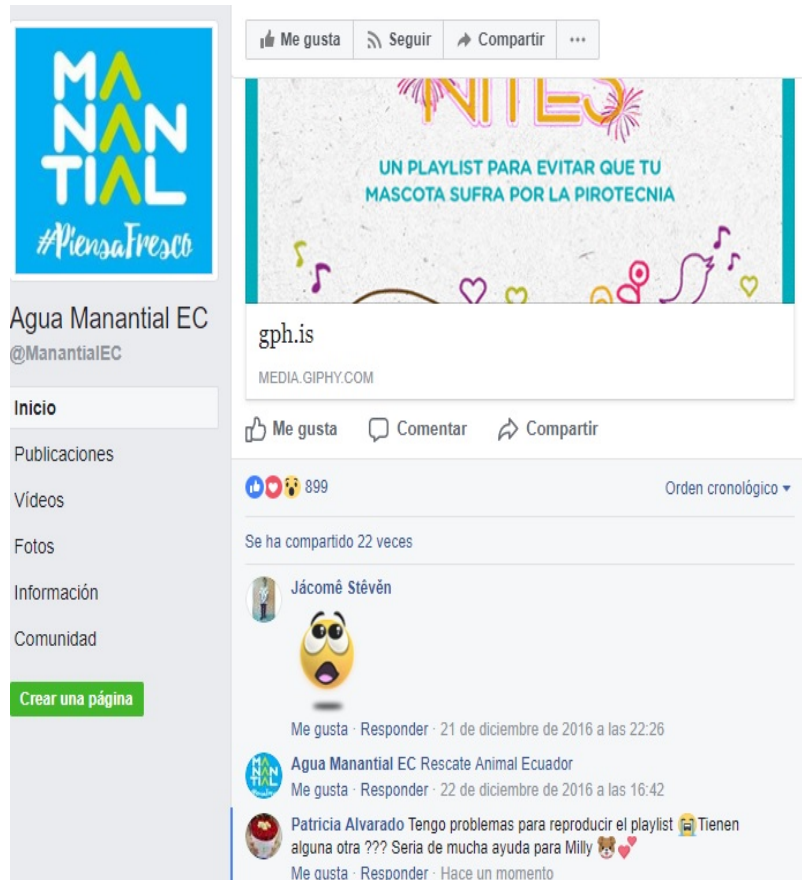 MANANTIAL
#PiensaFresco
Agua Manantial EC
@ManantialEC
Inicio
Publicaciones
Vídeos
Fotos
Información
Comunidad
Crear una página
Me gusta Seguir Compartir ...
NITES
UN PLAYLIST PARA EVITAR QUE TU
MASCOTA SUFRA POR LA PIROTECNIA
gph.is
MEDIA.GIPHY.COM
Me gusta Comentar Compartir
899 Orden cronológico
Se ha compartido 22 veces
Jácomê Stêvěn
Me gusta · Responder · 21 de diciembre de 2016 a las 22:26
Agua Manantial EC Rescate Animal Ecuador
Me gusta · Responder · 22 de diciembre de 2016 a las 16:42
Patricia Alvarado Tengo problemas para reproducir el playlist 😭 Tienen
alguna otra ??? Seria de mucha ayuda para Milly 🐶💕
Me gusta · Responder · Hace un momento